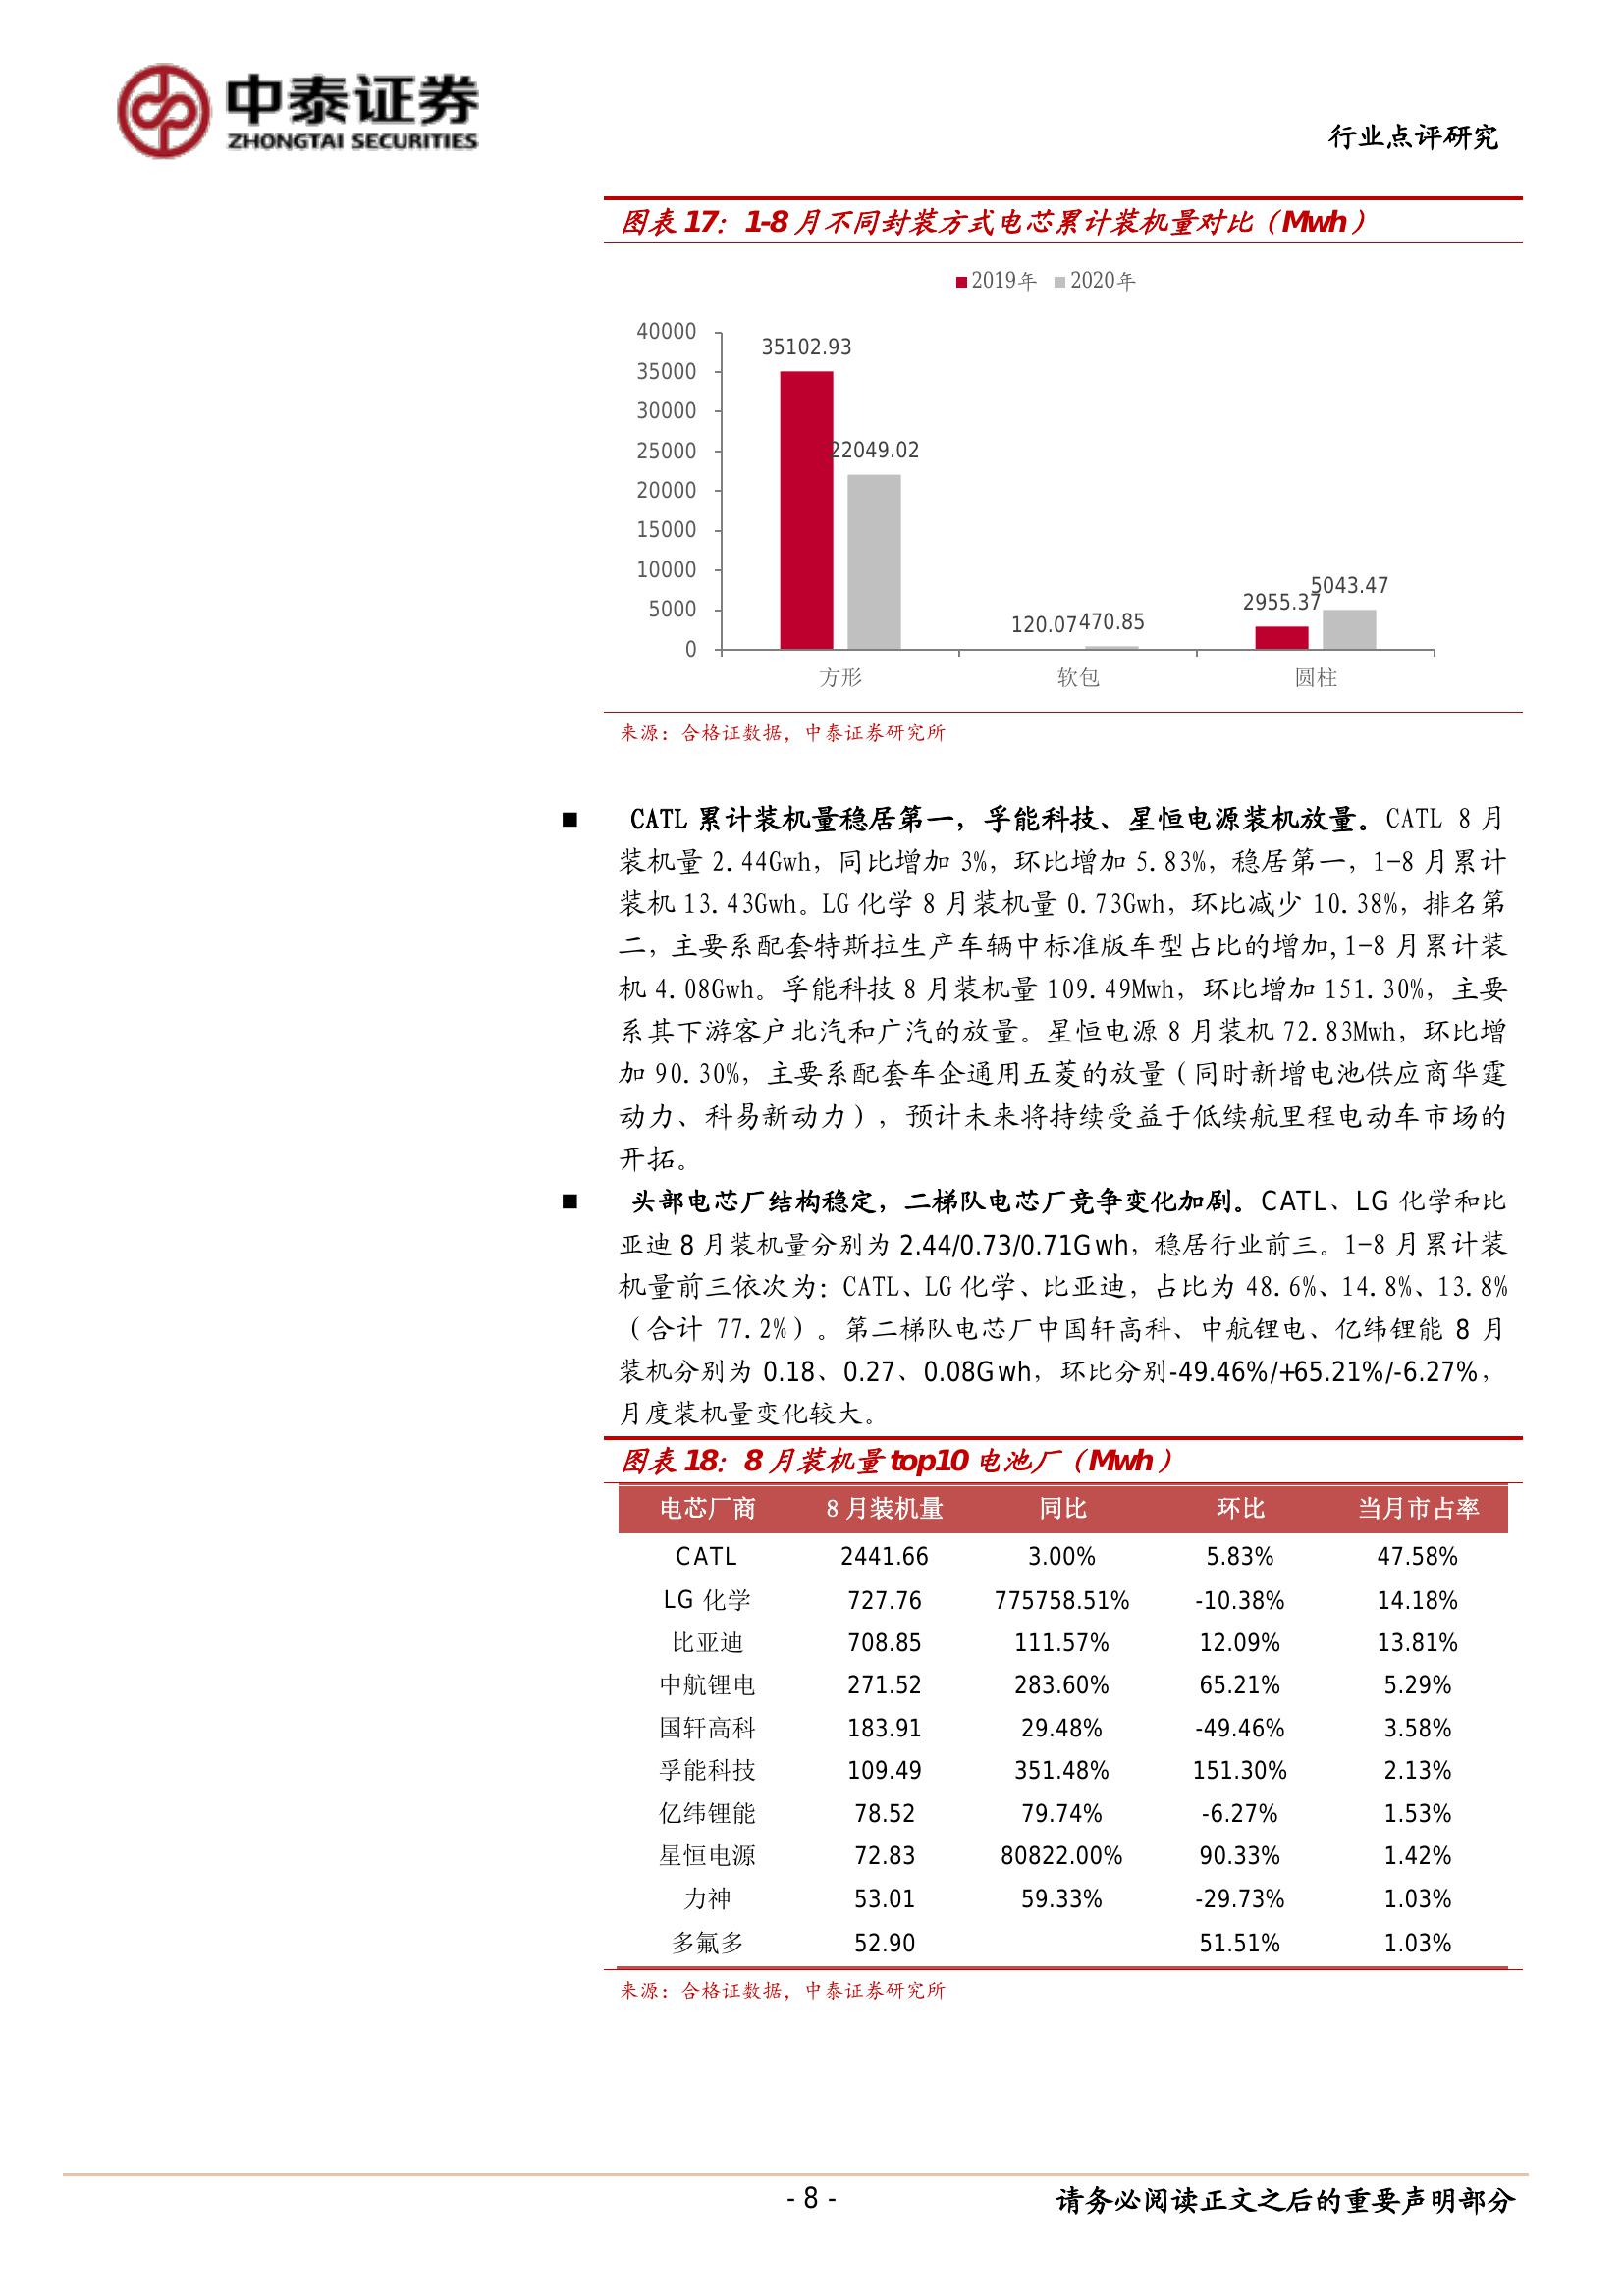 中泰证券
ZHONGTAI SECURITIES
行业点评研究
图表 17：1-8 月不同封装方式电芯累计装机量对比（Mwh）
2019年 2020年
40000
35000
30000
25000
20000
15000
10000
5000
0
35102.93
22049.02
120.07
470.85
2955.37
5043.47
方形 软包 圆柱
来源：合格证数据，中泰证券研究所
■ CATL 累计装机量稳居第一，孚能科技、星恒电源装机放量。CATL 8 月
装机量 2.44Gwh，同比增加 3%，环比增加 5.83%，稳居第一，1-8 月累计
装机 13.43Gwh。LG 化学 8 月装机量 0.73Gwh，环比减少 10.38%，排名第
二，主要系配套特斯拉生产车辆中标准版车型占比的增加,1-8 月累计装
机 4.08Gwh。孚能科技 8 月装机量 109.49Mwh，环比增加 151.30%，主要
系其下游客户北汽和广汽的放量。星恒电源 8 月装机 72.83Mwh，环比增
加 90.30%，主要系配套车企通用五菱的放量（同时新增电池供应商华霆
动力、科易新动力），预计未来将持续受益于低续航里程电动车市场的
开拓。
■ 头部电芯厂结构稳定，二梯队电芯厂竞争变化加剧。CATL、LG 化学和比
亚迪 8 月装机量分别为 2.44/0.73/0.71Gwh，稳居行业前三。1-8 月累计装
机量前三依次为：CATL、LG 化学、比亚迪，占比为 48.6%、14.8%、13.8%
（合计 77.2%）。第二梯队电芯厂中国轩高科、中航锂电、亿纬锂能 8 月
装机分别为 0.18、0.27、0.08Gwh，环比分别-49.46%/+65.21%/-6.27%，
月度装机量变化较大。
图表 18：8 月装机量 top10 电池厂（Mwh）
电芯厂商 8 月装机量 同比 环比 当月市占率
CATL 2441.66 3.00% 5.83% 47.58%
LG 化学 727.76 775758.51% -10.38% 14.18%
比亚迪 708.85 111.57% 12.09% 13.81%
中航锂电 271.52 283.60% 65.21% 5.29%
国轩高科 183.91 29.48% -49.46% 3.58%
孚能科技 109.49 351.48% 151.30% 2.13%
亿纬锂能 78.52 79.74% -6.27% 1.53%
星恒电源 72.83 80822.00% 90.33% 1.42%
力神 53.01 59.33% -29.73% 1.03%
多氟多 52.90 51.51% 1.03%
来源：合格证数据，中泰证券研究所
- 8 -
请务必阅读正文之后的重要声明部分